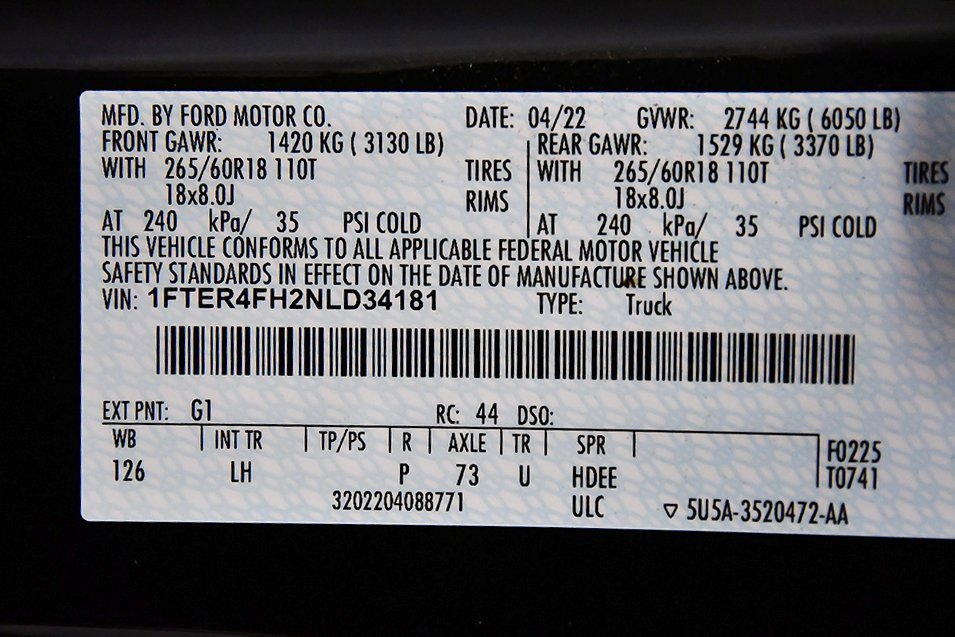 MFD. BY FORD MOTOR CO. DATE: 04/22 GVWR: 2744 KG ( 6050 LB)
FRONT GAWR: 1420 KG ( 3130 LB) REAR GAWR: 1529 KG ( 3370 LB)
WITH 265/60R18 110T TIRES WITH 265/60R18 110T TIRES
18x8.0J RIMS 18x8.0J RIMS
AT 240 kPa/ 35 PSI COLD AT 240 kPa/ 35 PSI COLD
THIS VEHICLE CONFORMS TO ALL APPLICABLE FEDERAL MOTOR VEHICLE
SAFETY STANDARDS IN EFFECT ON THE DATE OF MANUFACTURE SHOWN ABOVE.
VIN: 1FTER4FH2NLD34181 TYPE: Truck
EXT PNT: G1 RC: 44 DSO:
WB INT TR TP/PS R AXLE TR SPR F0225
126 LH P 73 U HDEE T0741
3202204088771 ULC ▽ 5U5A-3520472-AA